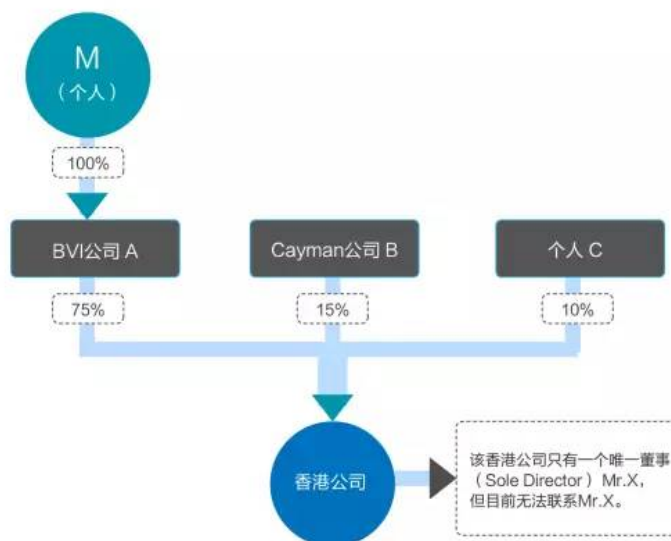 M
（个人）
100%
BVI公司 A
Cayman公司 B
个人 C
75%
15%
10%
香港公司
该香港公司只有一个唯一董事
（Sole Director）Mr.X，
但目前无法联系Mr.X。